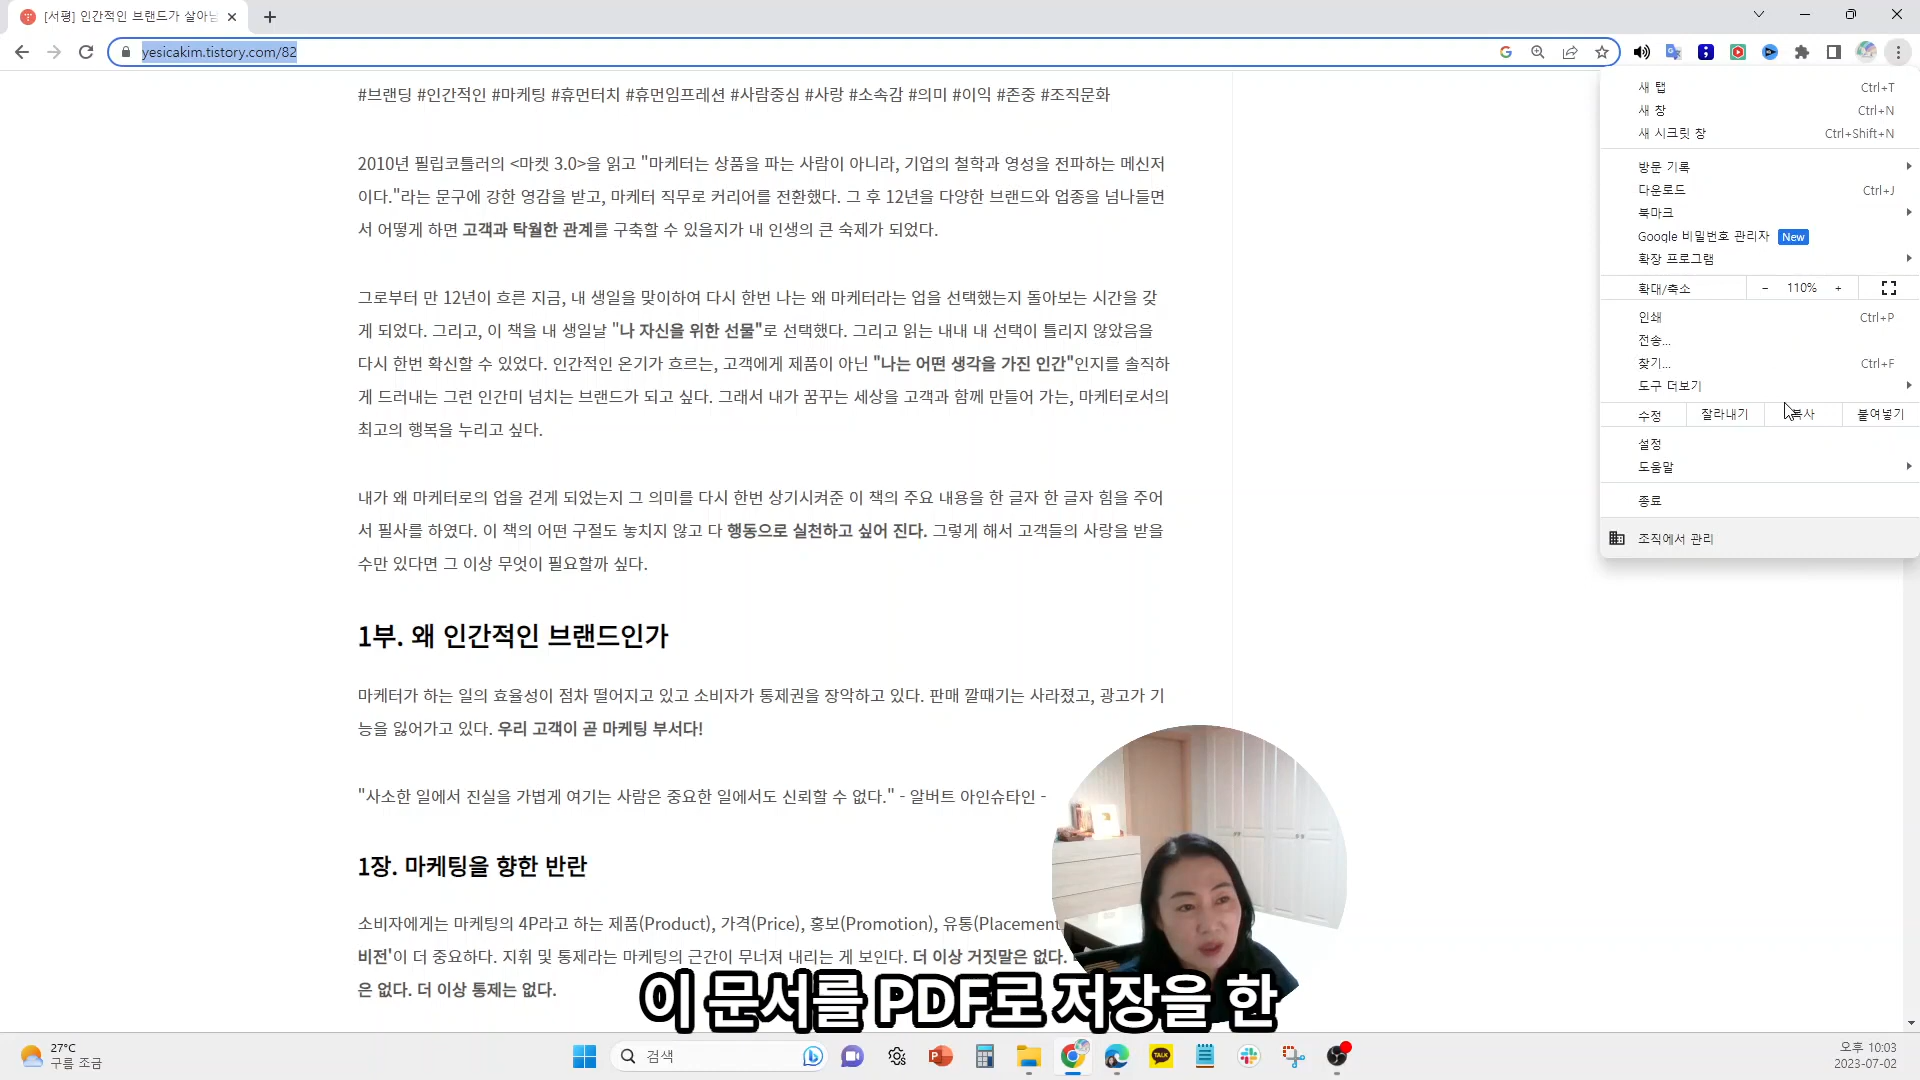 [서평] 인간적인 브랜드가 살아남
yesicakim.tistory.com/82
#브랜딩 #인간적인 #마케팅 #휴먼터치 #휴먼임프레션 #사람중심 #사랑 #소속감 #의미 #이익 #존중 #조직문화
2010년 필립코틀러의 <마켓 3.0>을 읽고 "마케터는 상품을 파는 사람이 아니라, 기업의 철학과 영성을 전파하는 메신저
이다."라는 문구에 강한 영감을 받고, 마케터 직무로 커리어를 전환했다. 그 후 12년을 다양한 브랜드와 업종을 넘나들면
서 어떻게 하면 고객과 탁월한 관계를 구축할 수 있을지가 내 인생의 큰 숙제가 되었다.
그로부터 만 12년이 흐른 지금, 내 생일을 맞이하여 다시 한번 나는 왜 마케터라는 업을 선택했는지 돌아보는 시간을 갖
게 되었다. 그리고, 이 책을 내 생일날 "나 자신을 위한 선물"로 선택했다. 그리고 읽는 내내 내 선택이 틀리지 않았음을
다시 한번 확신할 수 있었다. 인간적인 온기가 흐르는, 고객에게 제품이 아닌 "나는 어떤 생각을 가진 인간"인지를 솔직하
게 드러내는 그런 인간미 넘치는 브랜드가 되고 싶다. 그래서 내가 꿈꾸는 세상을 고객과 함께 만들어 가는, 마케터로서의
최고의 행복을 누리고 싶다.
내가 왜 마케터로의 업을 걷게 되었는지 그 의미를 다시 한번 상기시켜준 이 책의 주요 내용을 한 글자 한 글자 힘을 주어
서 필사를 하였다. 이 책의 어떤 구절도 놓치지 않고 다 행동으로 실천하고 싶어 진다. 그렇게 해서 고객들의 사랑을 받을
수만 있다면 그 이상 무엇이 필요할까 싶다.
1부. 왜 인간적인 브랜드인가
마케터가 하는 일의 효율성이 점차 떨어지고 있고 소비자가 통제권을 장악하고 있다. 판매 깔때기는 사라졌고, 광고가 기
능을 잃어가고 있다. 우리 고객이 곧 마케팅 부서다!
"사소한 일에서 진실을 가볍게 여기는 사람은 중요한 일에서도 신뢰할 수 없다." - 알버트 아인슈타인 -
1장. 마케팅을 향한 반란
소비자에게는 마케팅의 4P라고 하는 제품(Product), 가격(Price), 홍보(Promotion), 유통(Placement
비전'이 더 중요하다. 지휘 및 통제라는 마케팅의 근간이 무너져 내리는 게 보인다. 더 이상 거짓말은 없다.
은 없다. 더 이상 통제는 없다.
새 탭 Ctrl+T
새 창 Ctrl+N
새 시크릿 창 Ctrl+Shift+N
방문 기록
다운로드 Ctrl+J
북마크
Google 비밀번호 관리자 New
확장 프로그램
확대/축소 - 110% +
인쇄 Ctrl+P
전송...
찾기... Ctrl+F
도구 더보기
수정 잘라내기 복사 붙여넣기
설정
도움말
종료
조직에서 관리
이 문서를 PDF로 저장을 한
27°C
구름 조금
검색
TALK
오후 10:03
2023-07-02